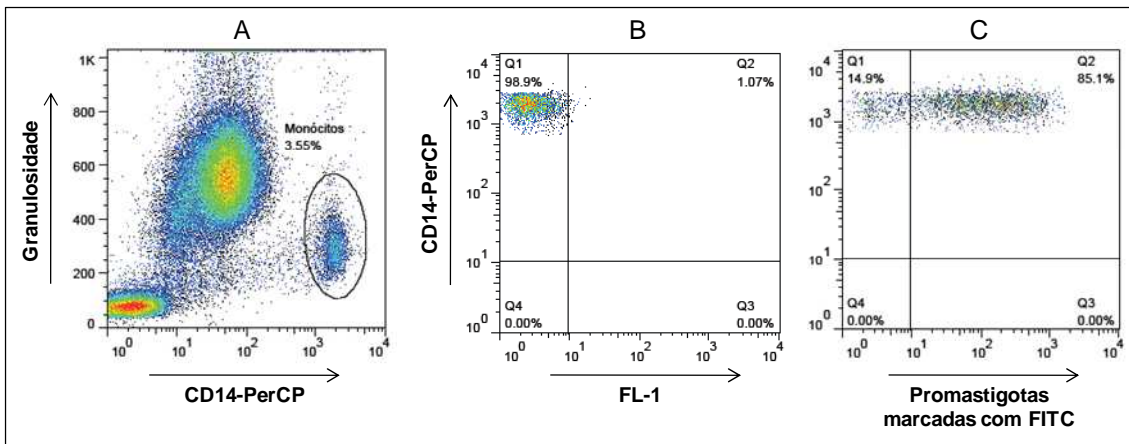 A
Granulosidade
1K
800
600
400
200
0
Monócitos
3.55%
10^0 10^1 10^2 10^3 10^4
CD14-PerCP
B
CD14-PerCP
10^4
10^3
10^2
10^1
10^0
Q1
98.9%
Q2
1.07%
Q4
0.00%
Q3
0.00%
10^0 10^1 10^2 10^3 10^4
FL-1
C
10^4
10^3
10^2
10^1
10^0
Q1
14.9%
Q2
85.1%
Q4
0.00%
Q3
0.00%
10^0 10^1 10^2 10^3 10^4
Promastigotas
marcadas com FITC